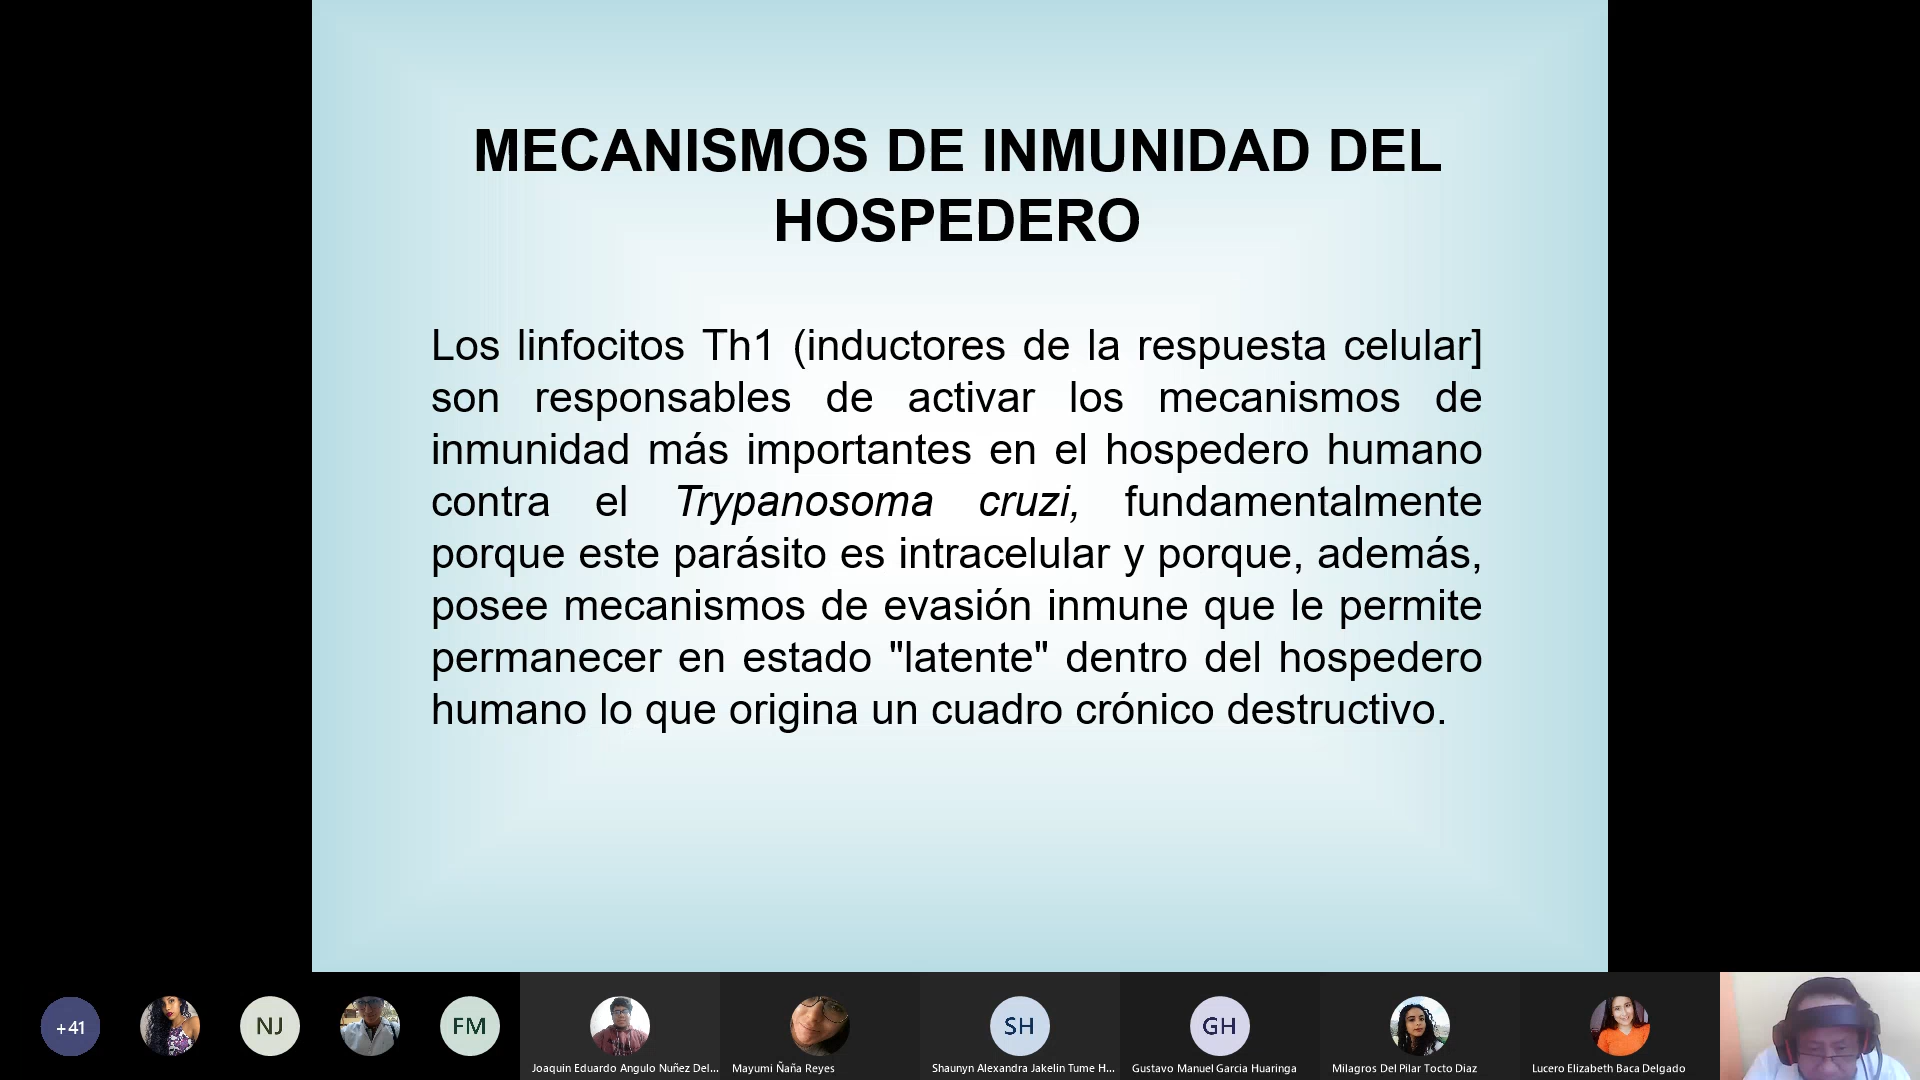 MECANISMOS DE INMUNIDAD DEL
HOSPEDERO
Los linfocitos Th1 (inductores de la respuesta celular]
son responsables de activar los mecanismos de
inmunidad más importantes en el hospedero humano
contra el Trypanosoma cruzi, fundamentalmente
porque este parásito es intracelular y porque, además,
posee mecanismos de evasión inmune que le permite
permanecer en estado "latente" dentro del hospedero
humano lo que origina un cuadro crónico destructivo.
+41
NJ
FM
SH
GH
Joaquin Eduardo Angulo Nuñez Del...
Mayumi Ñaña Reyes
Shaunyn Alexandra Jakelin Tume H...
Gustavo Manuel Garcia Huaringa
Milagros Del Pilar Tocto Diaz
Lucero Elizabeth Baca Delgado